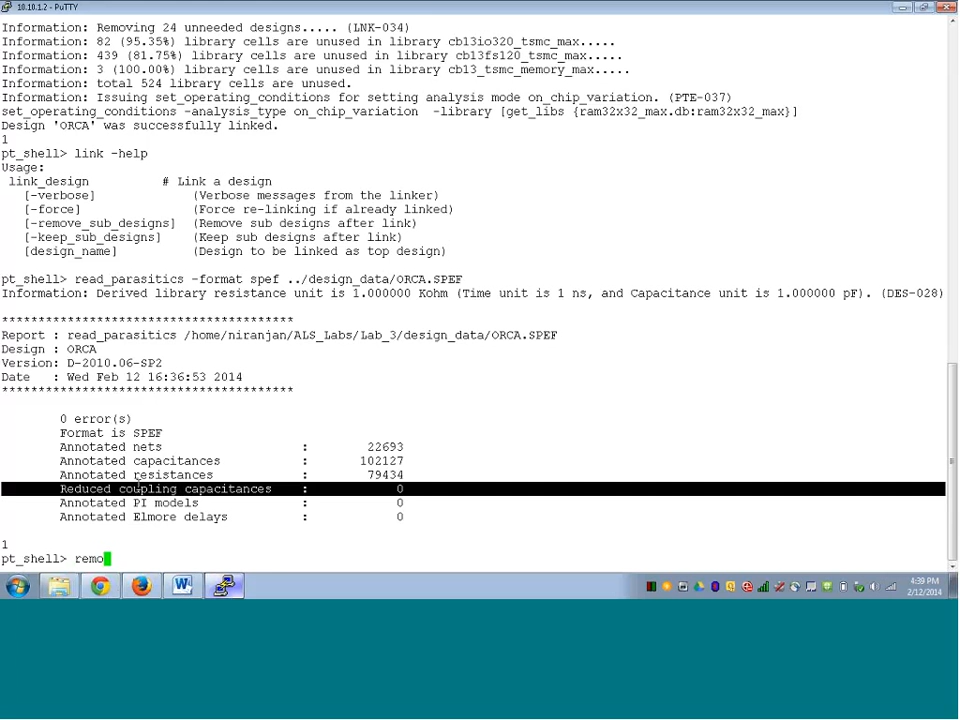 10.10.1.2 - PuTTY
Information: Removing 24 unneeded designs..... (LNK-034)
Information: 82 (95.35%) library cells are unused in library cb13io320_tsmc_max.....
Information: 439 (81.75%) library cells are unused in library cb13fs120_tsmc_max.....
Information: 3 (100.00%) library cells are unused in library cb13_tsmc_memory_max.....
Information: total 524 library cells are unused.
Information: Issuing set_operating_conditions for setting analysis mode on_chip_variation. (PTE-037)
set_operating_conditions -analysis_type on_chip_variation  -library [get_libs {ram32x32_max.db:ram32x32_max}]
Design 'ORCA' was successfully linked.
1
pt_shell> link -help
Usage:
 link_design          # Link a design
   [-verbose]             (Verbose messages from the linker)
   [-force]               (Force re-linking if already linked)
   [-remove_sub_designs]  (Remove sub designs after link)
   [-keep_sub_designs]    (Keep sub designs after link)
   [design_name]          (Design to be linked as top design)
pt_shell> read_parasitics -format spef ../design_data/ORCA.SPEF
Information: Derived library resistance unit is 1.000000 Kohm (Time unit is 1 ns, and Capacitance unit is 1.000000 pF). (DES-028)
****************************************
Report : read_parasitics /home/niranjan/ALS_Labs/Lab_3/design_data/ORCA.SPEF
Design : ORCA
Version: D-2010.06-SP2
Date   : Wed Feb 12 16:36:53 2014
****************************************
0 error(s)
Format is SPEF
Annotated nets : 22693
Annotated capacitances : 102127
Annotated resistances : 79434
Reduced coupling capacitances : 0
Annotated PI models : 0
Annotated Elmore delays : 0
1
pt_shell> remo
4:39 PM
2/12/2014